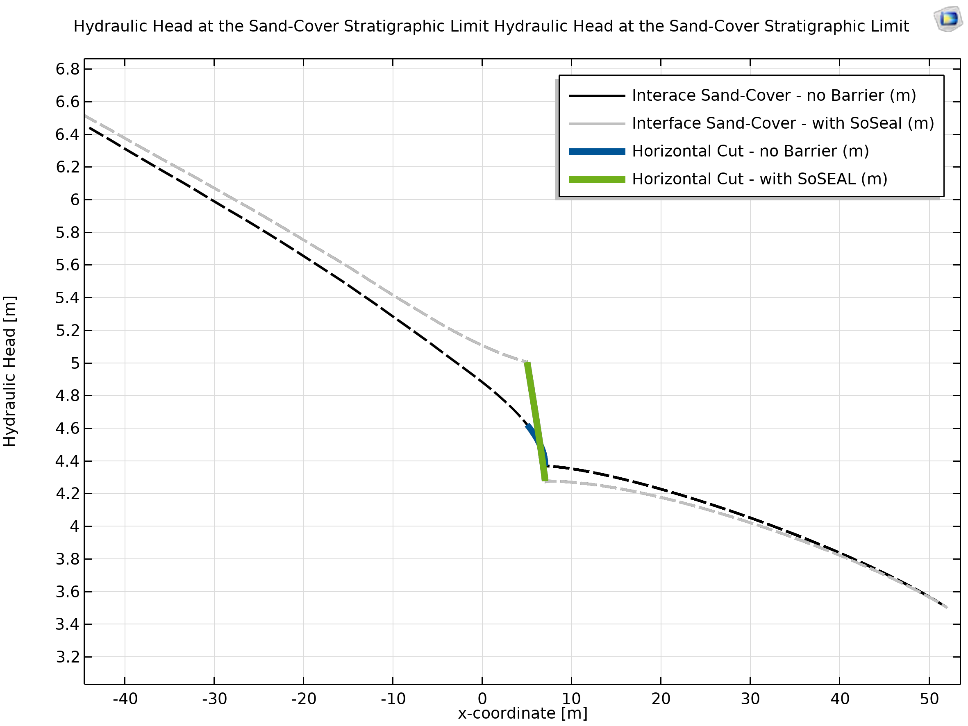 Hydraulic Head at the Sand-Cover Stratigraphic Limit Hydraulic Head at the Sand-Cover Stratigraphic Limit
Interace Sand-Cover - no Barrier (m)
Interface Sand-Cover - with SoSeal (m)
Horizontal Cut - no Barrier (m)
Horizontal Cut - with SoSEAL (m)
Hydraulic Head [m]
6.8
6.6
6.4
6.2
6
5.8
5.6
5.4
5.2
5
4.8
4.6
4.4
4.2
4
3.8
3.6
3.4
3.2
-40 -30 -20 -10 0 10 20 30 40 50
x-coordinate [m]